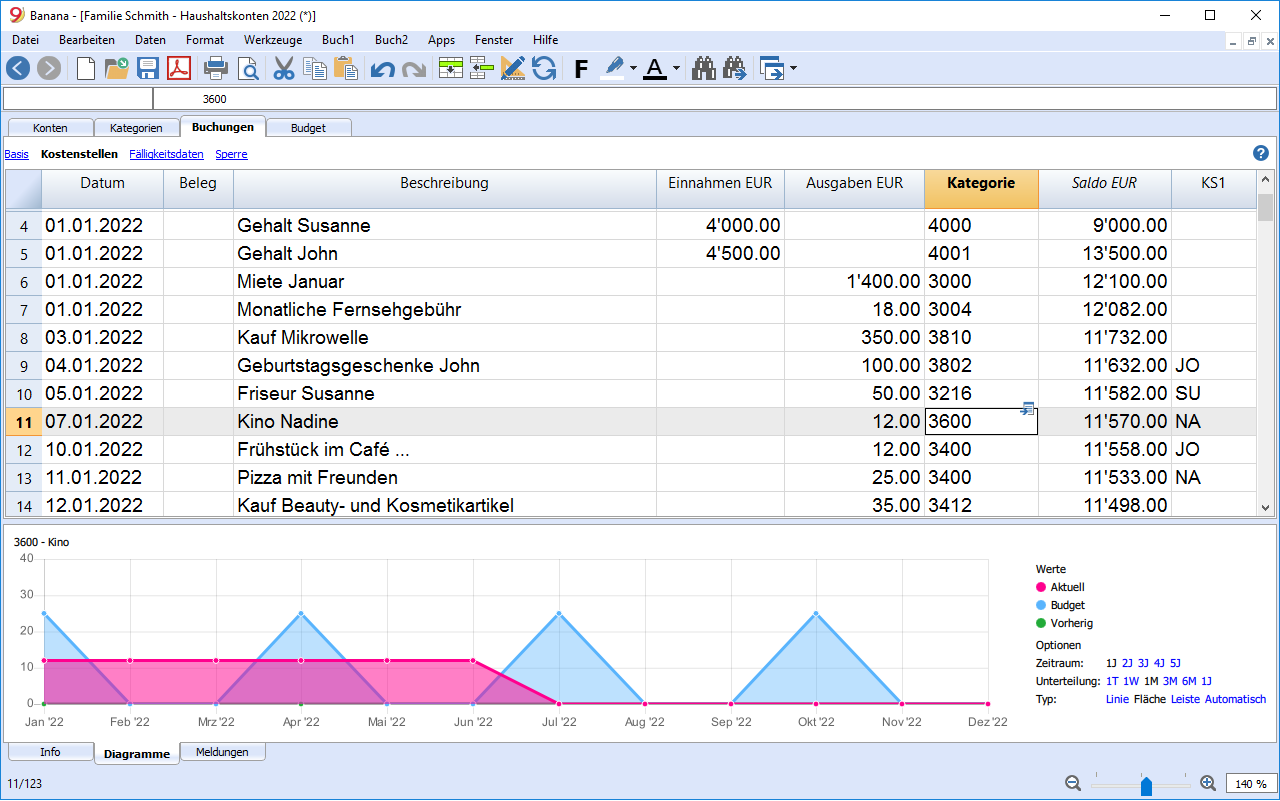 Banana - [Familie Schmith - Haushaltskonten 2022 (*)]
Datei Bearbeiten Daten Format Werkzeuge Buch1 Buch2 Apps Fenster Hilfe
F A
3600
Konten Kategorien Buchungen Budget
Basis Kostenstellen Fälligkeitsdaten Sperre
Datum Beleg Beschreibung Einnahmen EUR Ausgaben EUR Kategorie Saldo EUR KS1
4 01.01.2022 Gehalt Susanne 4'000.00 4000 9'000.00
5 01.01.2022 Gehalt John 4'500.00 4001 13'500.00
6 01.01.2022 Miete Januar 1'400.00 3000 12'100.00
7 01.01.2022 Monatliche Fernsehgebühr 18.00 3004 12'082.00
8 03.01.2022 Kauf Mikrowelle 350.00 3810 11'732.00
9 04.01.2022 Geburtstagsgeschenke John 100.00 3802 11'632.00 JO
10 05.01.2022 Friseur Susanne 50.00 3216 11'582.00 SU
11 07.01.2022 Kino Nadine 12.00 3600 11'570.00 NA
12 10.01.2022 Frühstück im Café ... 12.00 3400 11'558.00 JO
13 11.01.2022 Pizza mit Freunden 25.00 3400 11'533.00 NA
14 12.01.2022 Kauf Beauty- und Kosmetikartikel 35.00 3412 11'498.00
3600 - Kino
40
30
20
10
0
Jan '22 Feb '22 Mrz '22 Apr '22 Mai '22 Jun '22 Jul '22 Aug '22 Sep '22 Okt '22 Nov '22 Dez '22
Werte
Aktuell
Budget
Vorherig
Optionen
Zeitraum: 1J 2J 3J 4J 5J
Unterteilung: 1T 1W 1M 3M 6M 1J
Typ: Linie Fläche Leiste Automatisch
Info Diagramme Meldungen
11/123
140 %